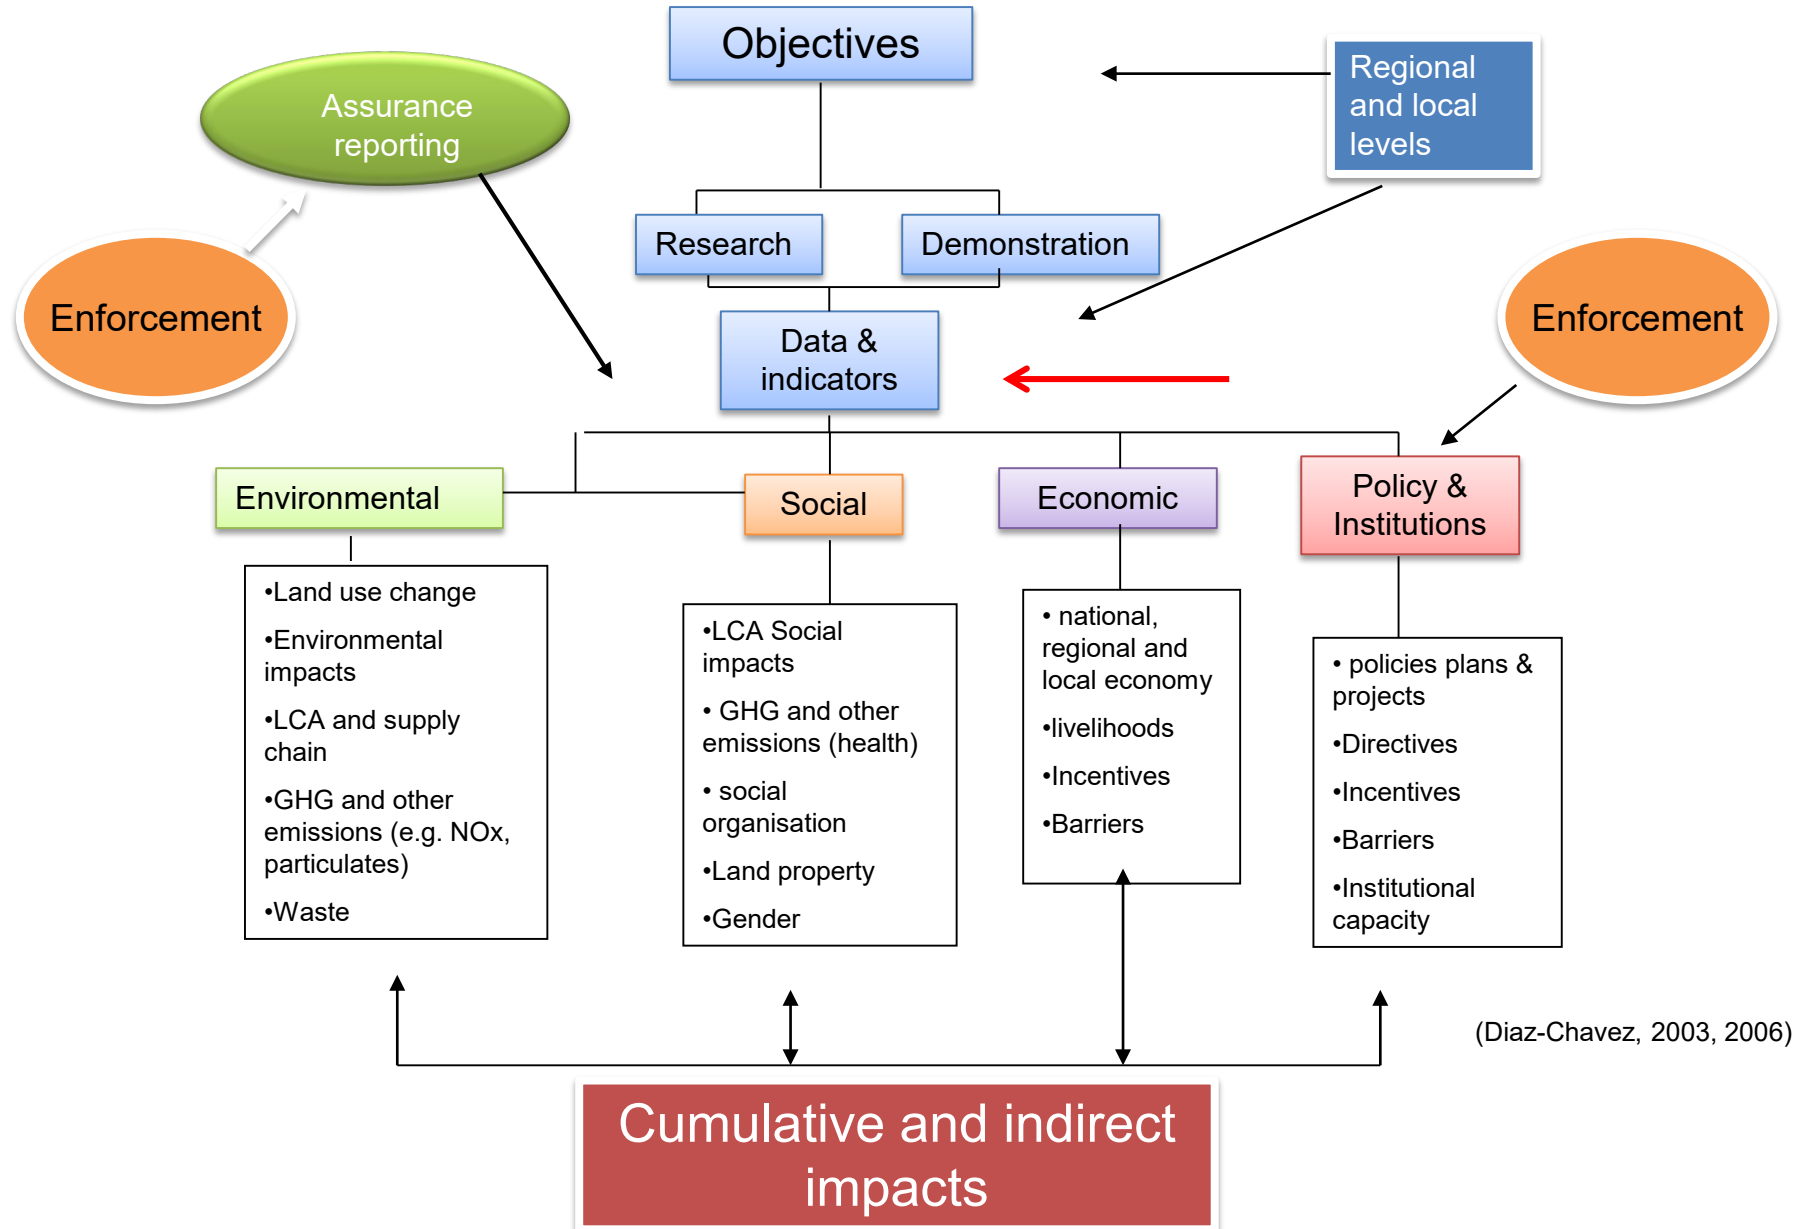 Objectives
Assurance
reporting
Regional
and local
levels
Research
Demonstration
Enforcement
Enforcement
Data &
indicators
Environmental
Social
Economic
Policy &
Institutions
•Land use change
•Environmental
impacts
•LCA and supply
chain
•GHG and other
emissions (e.g. NOx,
particulates)
•Waste
•LCA Social
impacts
• GHG and other
emissions (health)
• social
organisation
•Land property
•Gender
• national,
regional and
local economy
•livelihoods
•Incentives
•Barriers
• policies plans &
projects
•Directives
•Incentives
•Barriers
•Institutional
capacity
(Diaz-Chavez, 2003, 2006)
Cumulative and indirect
impacts